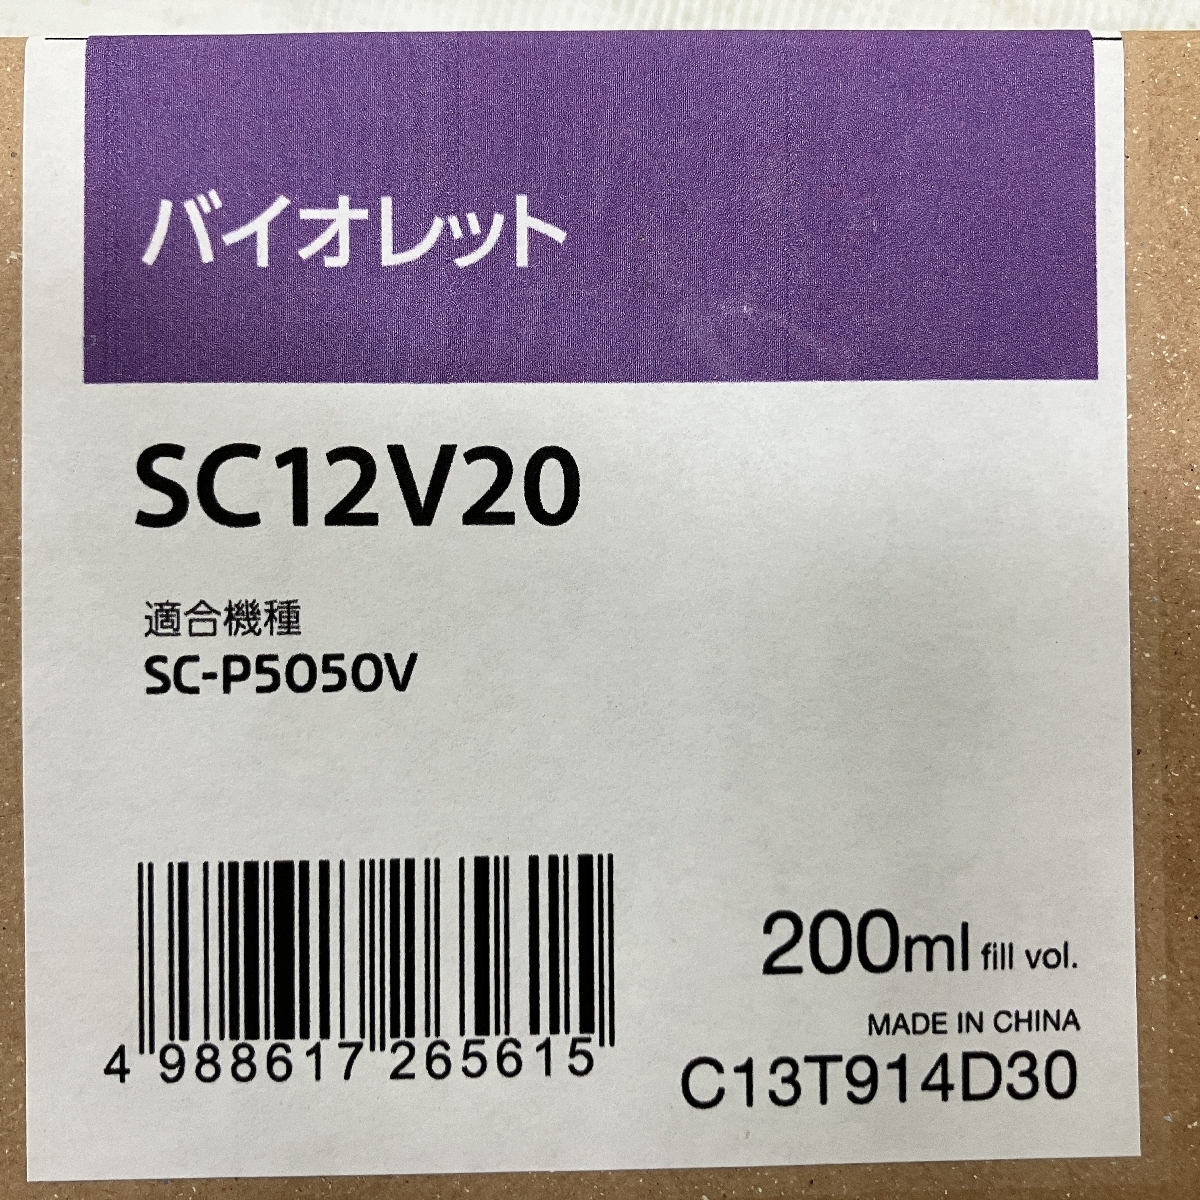 バイオレット
SC12V20
適合機種
SC-P5050V
200ml fill vol.
MADE IN CHINA
C13T914D30
4 988617 265615